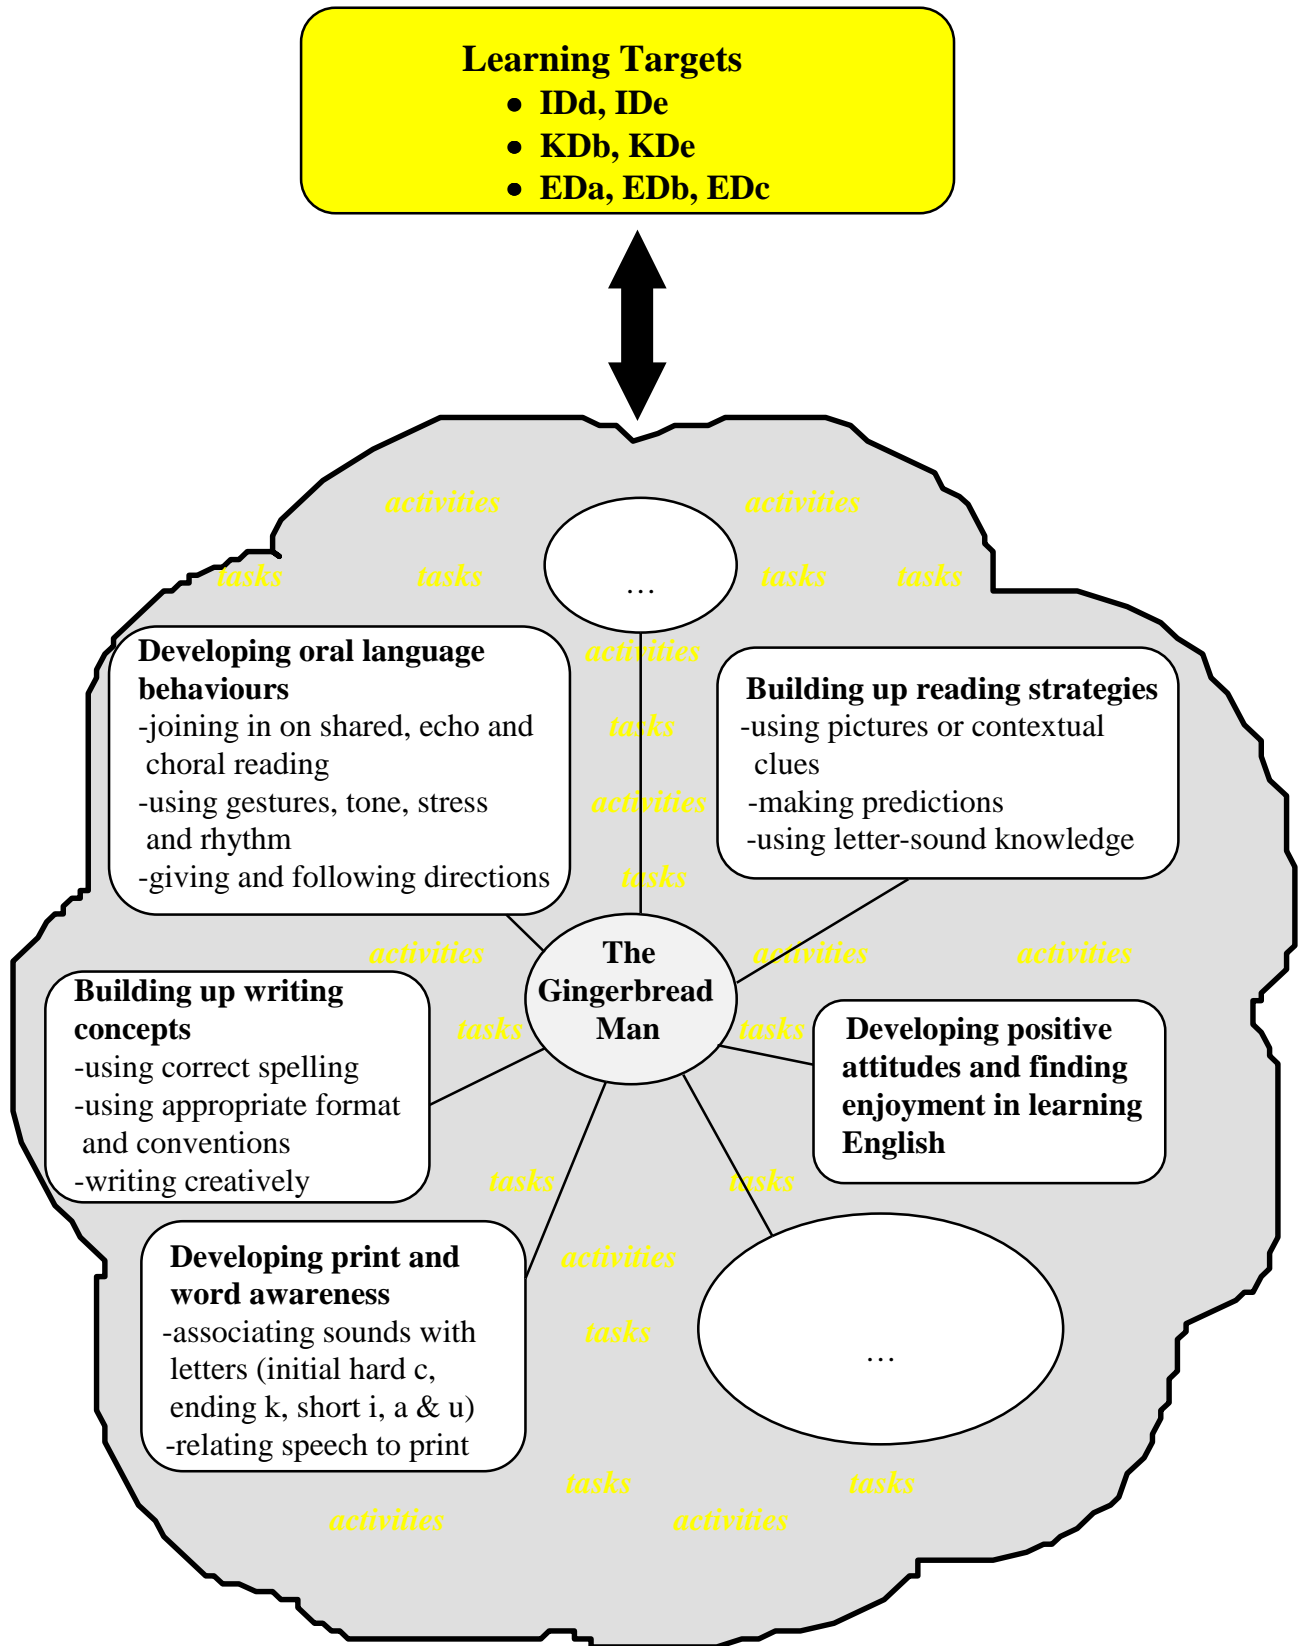 Learning Targets
• IDd, IDe
• KDb, KDe
• EDa, EDb, EDc
activities activities
tasks tasks tasks tasks
…
Developing oral language
behaviours
-joining in on shared, echo and
choral reading
-using gestures, tone, stress
and rhythm
-giving and following directions
activities
tasks
activities
tasks
Building up reading strategies
-using pictures or contextual
clues
-making predictions
-using letter-sound knowledge
activities activities activities
The
Gingerbread
Man
Building up writing
concepts
-using correct spelling
-using appropriate format
and conventions
-writing creatively
tasks tasks
Developing positive
attitudes and finding
enjoyment in learning
English
tasks tasks
Developing print and
word awareness
-associating sounds with
letters (initial hard c,
ending k, short i, a & u)
-relating speech to print
activities
tasks
…
tasks tasks
activities activities